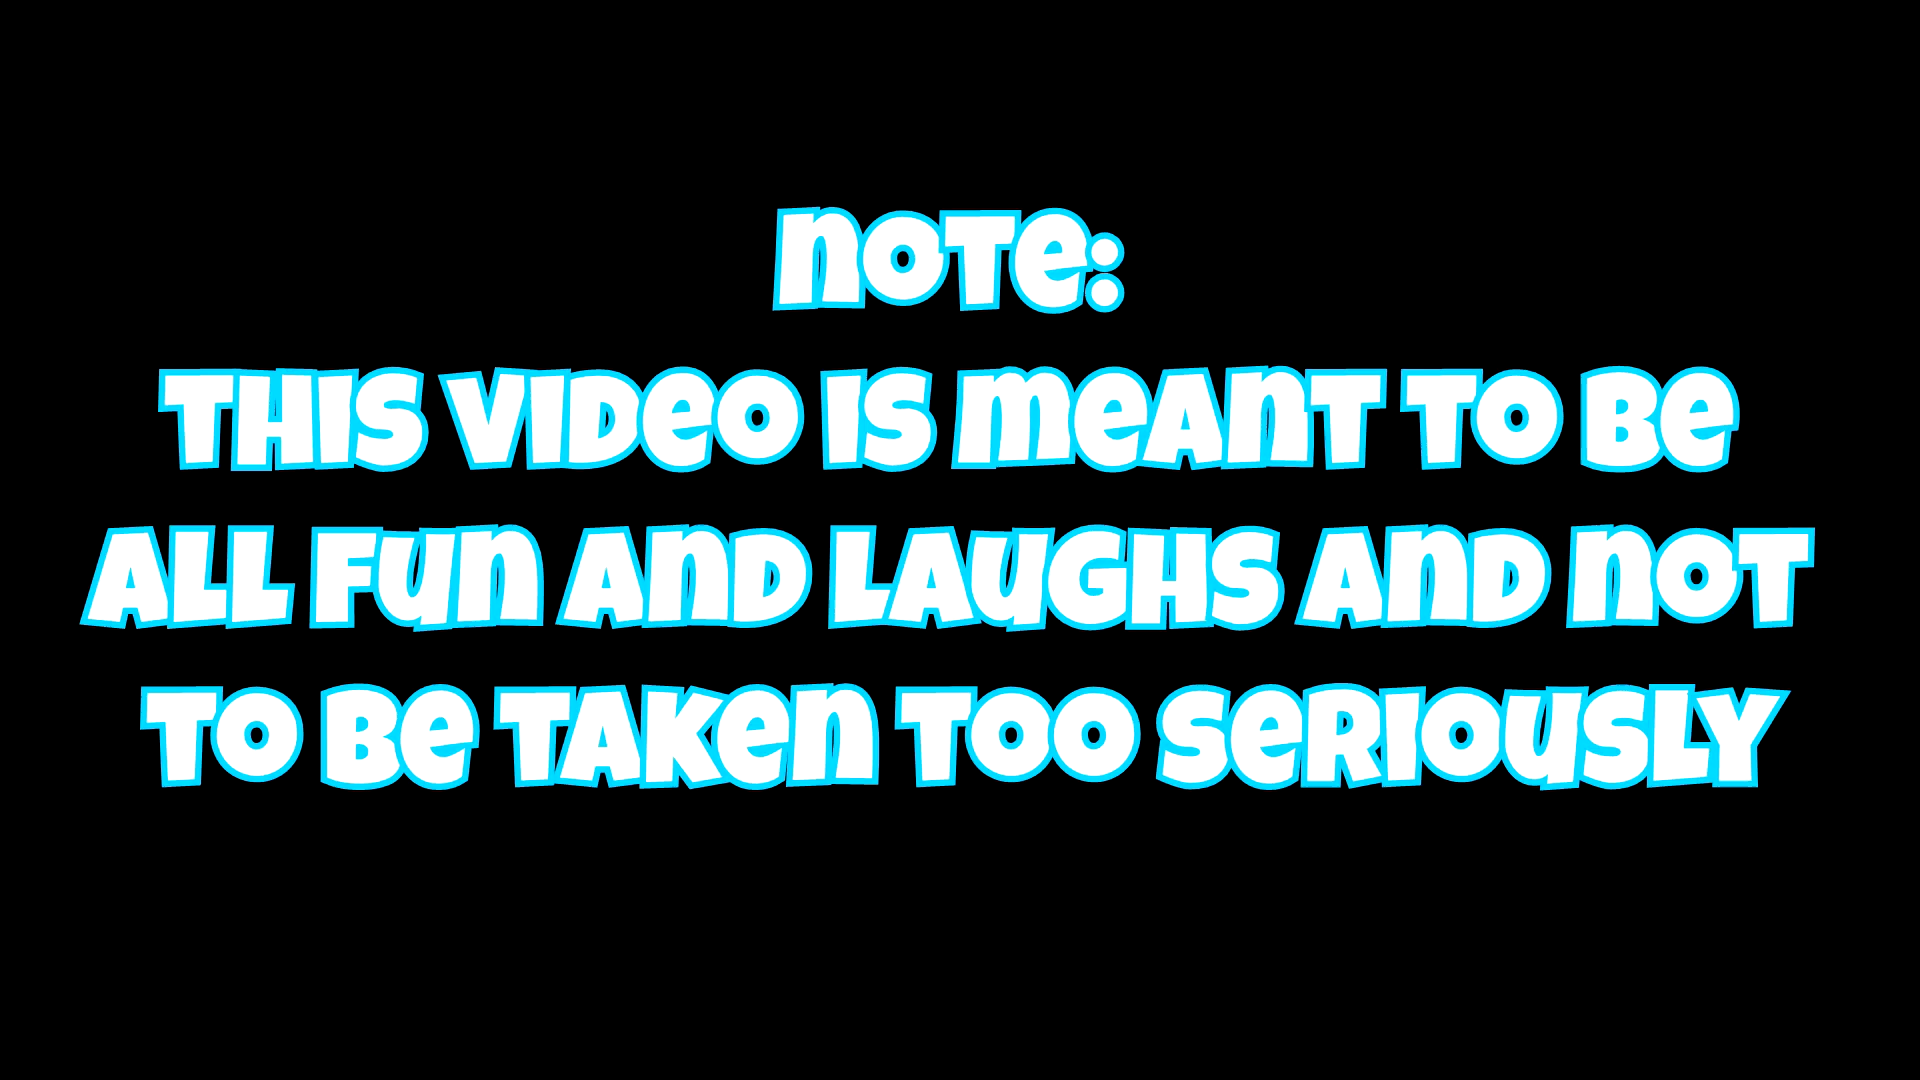 NOTE:
THIS VIDEO IS MEANT TO BE
ALL FUN AND LAUGHS AND NOT
TO BE TAKEN TOO SERIOUSLY